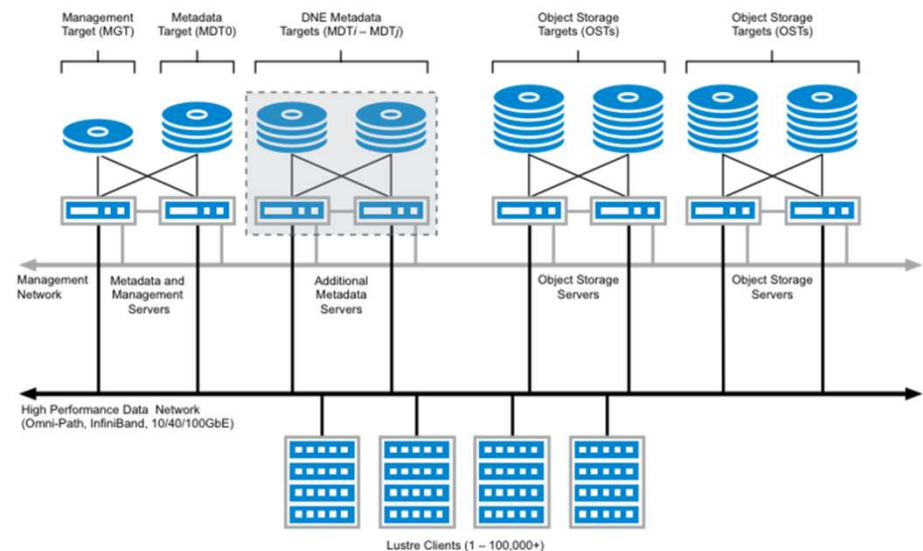 Management
Target (MGT)
Metadata
Target (MDT0)
DNE Metadata
Targets (MDTi – MDTj)
Object Storage
Targets (OSTs)
Object Storage
Targets (OSTs)
Management
Network
Metadata and
Management
Servers
Additional
Metadata
Servers
Object Storage
Servers
Object Storage
Servers
High Performance Data Network
(Omni-Path, InfiniBand, 10/40/100GbE)
Lustre Clients (1 – 100,000+)